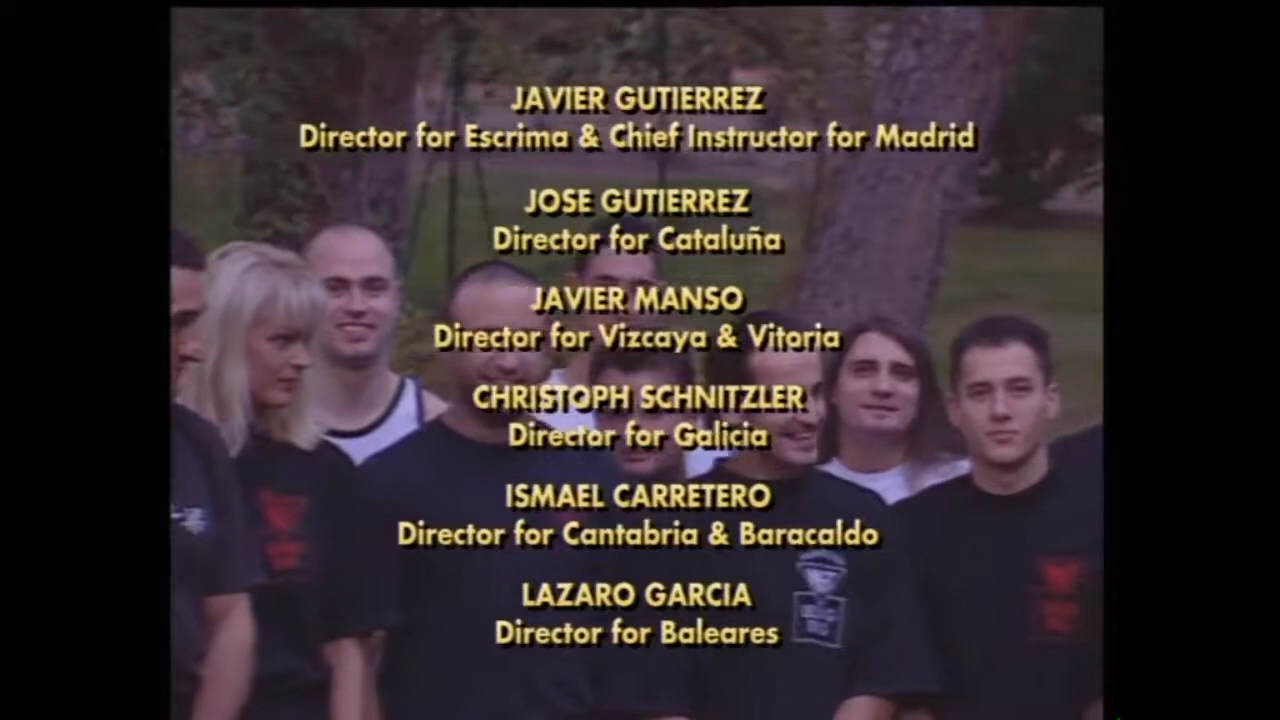 JAVIER GUTIERREZ
Director for Escrima & Chief Instructor for Madrid
JOSE GUTIERREZ
Director for Cataluña
JAVIER MANSO
Director for Vizcaya & Vitoria
CHRISTOPH SCHNITZLER
Director for Galicia
ISMAEL CARRETERO
Director for Cantabria & Baracaldo
LAZARO GARCIA
Director for Baleares